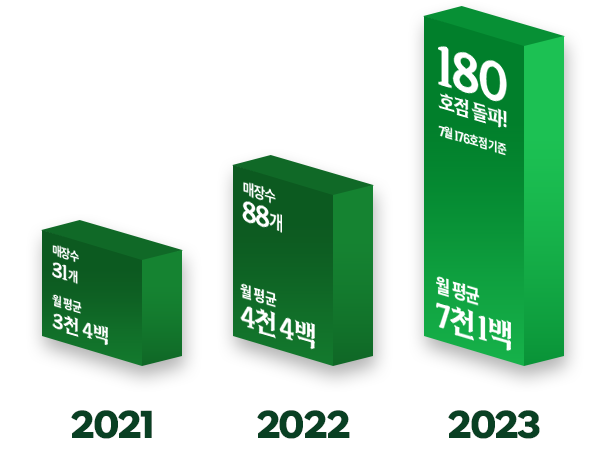 매장수
31개
월 평균
3천 4백
2021
매장수
88개
월 평균
4천 4백
2022
180
호점 돌파!
7월 176호점 기준
월 평균
7천 1백
2023